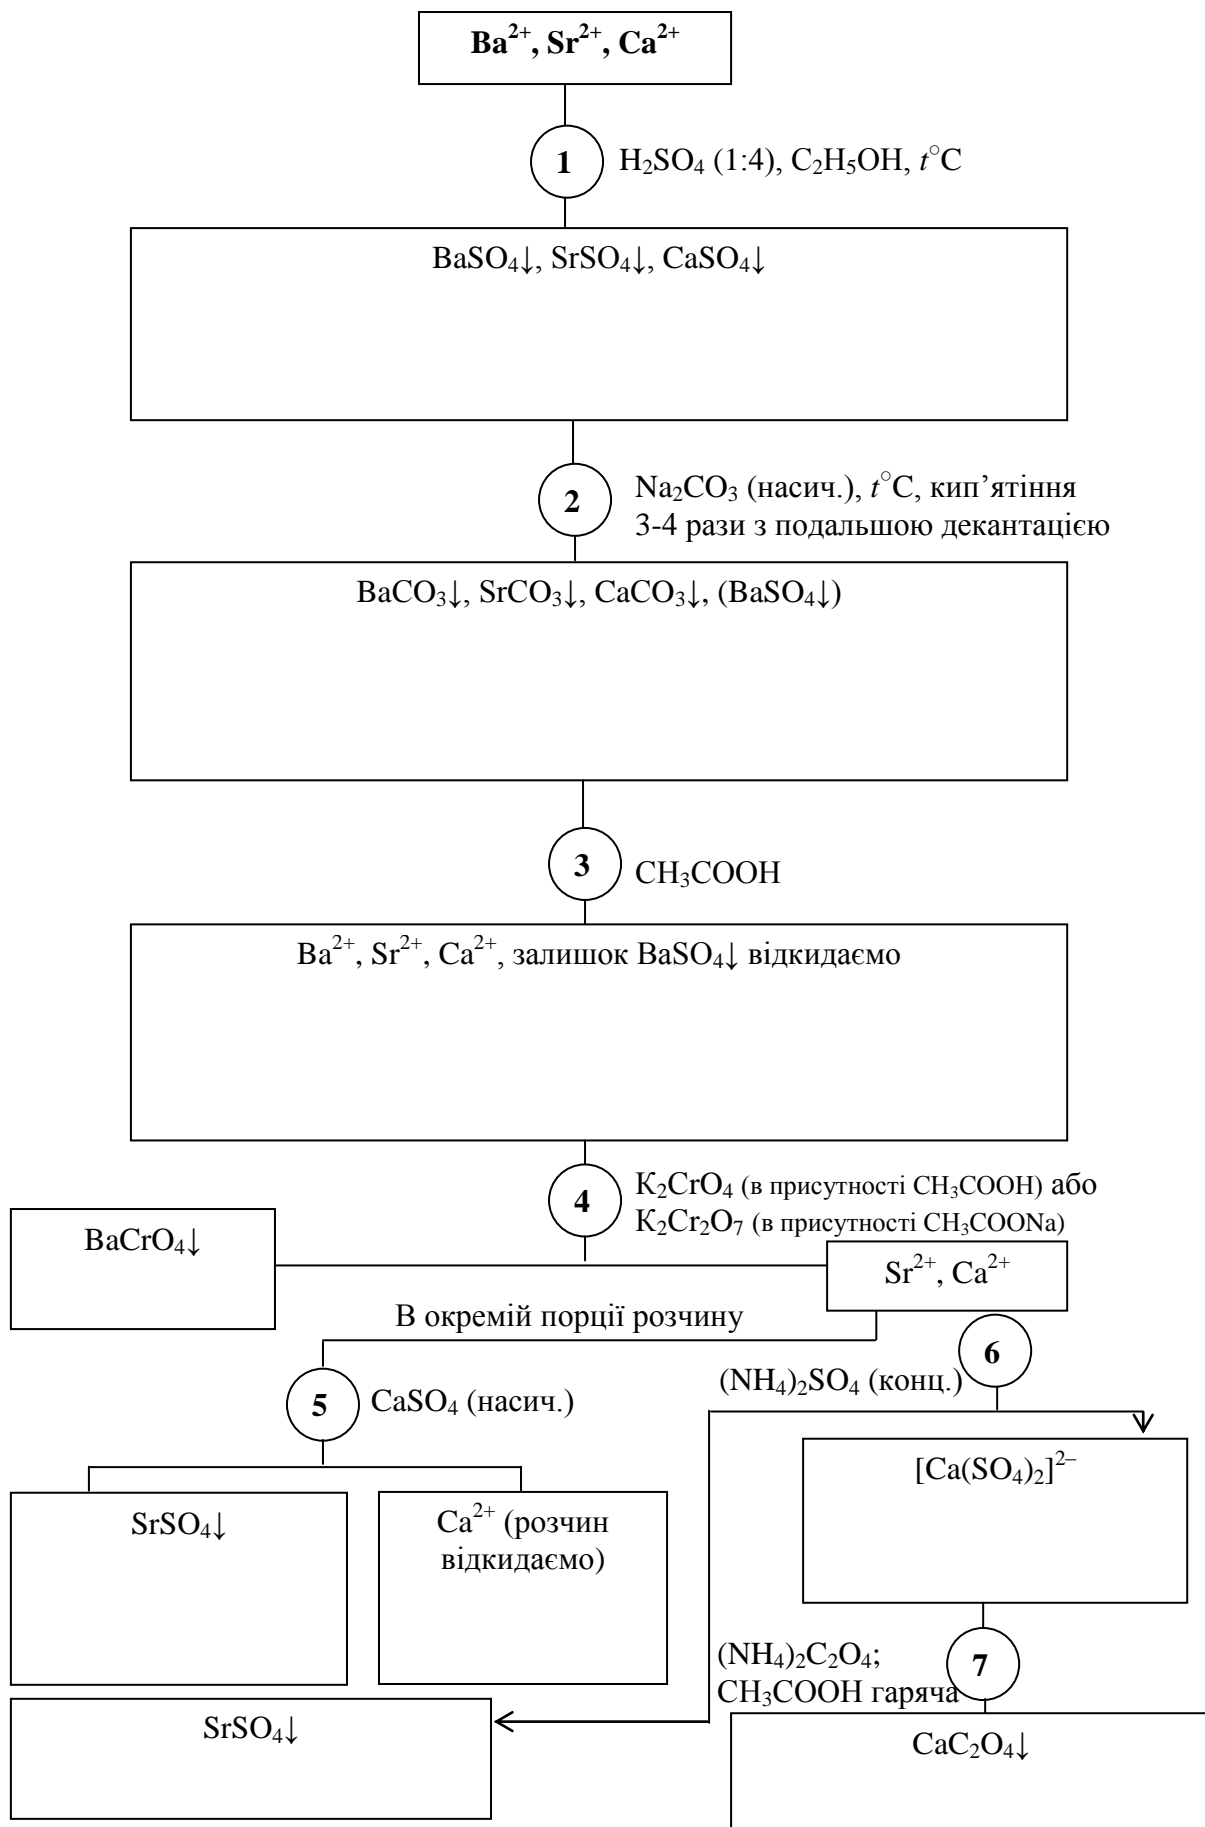 Ba²⁺, Sr²⁺, Ca²⁺
1
H₂SO₄ (1:4), C₂H₅OH, t°C
BaSO₄↓, SrSO₄↓, CaSO₄↓
2
Na₂CO₃ (насич.), t°C, кип’ятіння
3-4 рази з подальшою декантацією
BaCO₃↓, SrCO₃↓, CaCO₃↓, (BaSO₄↓)
3
CH₃COOH
Ba²⁺, Sr²⁺, Ca²⁺, залишок BaSO₄↓ відкидаємо
4
K₂CrO₄ (в присутності CH₃COOH) або
K₂Cr₂O₇ (в присутності CH₃COONa)
BaCrO₄↓
Sr²⁺, Ca²⁺
В окремій порції розчину
5
CaSO₄ (насич.)
6
(NH₄)₂SO₄ (конц.)
[Ca(SO₄)₂]²⁻
SrSO₄↓
Ca²⁺ (розчин
відкидаємо)
7
(NH₄)₂C₂O₄;
CH₃COOH гаряча
SrSO₄↓
CaC₂O₄↓